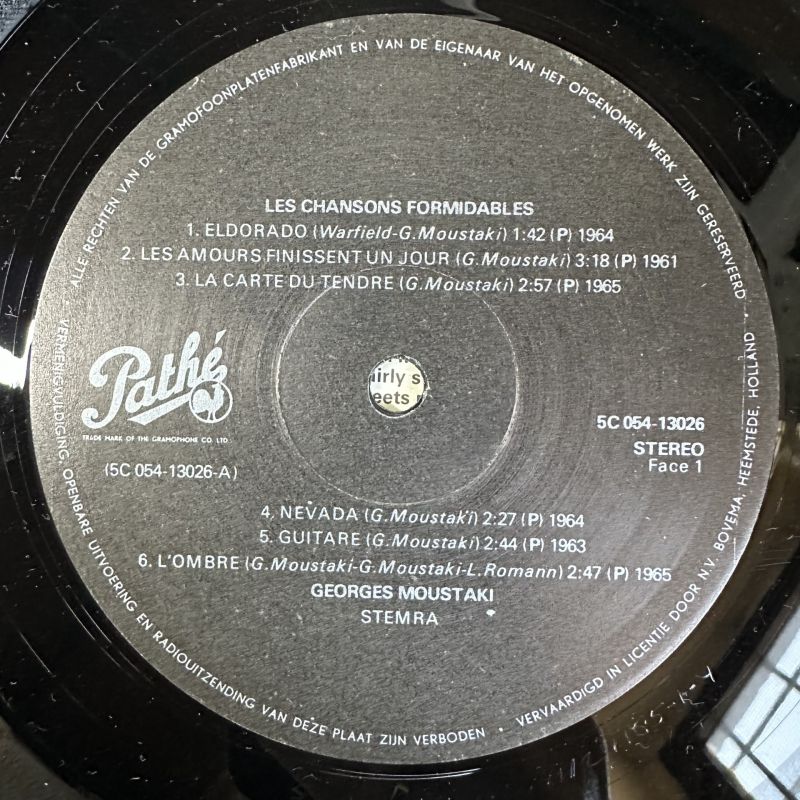 ALLE RECHTEN VAN DE GRAMOFOONPLATENFABRIKANT EN VAN DE EIGENAAR VAN HET OPGENOMEN WERK ZIJN GERESERVEERD
LES CHANSONS FORMIDABLES
1. ELDORADO (Warfield-G.Moustaki) 1:42 (P) 1964
2. LES AMOURS FINISSENT UN JOUR (G.Moustaki) 3:18 (P) 1961
3. LA CARTE DU TENDRE (G.Moustaki) 2:57 (P) 1965
Pathé
TRADE MARK OF THE GRAMOPHONE CO. LTD.
(5C 054-13026-A)
irly s
eets
5C 054-13026
STEREO
Face 1
4. NEVADA (G.Moustaki) 2:27 (P) 1964
5. GUITARE (G.Moustaki) 2:44 (P) 1963
6. L'OMBRE (G.Moustaki-G.Moustaki-L.Romann) 2:47 (P) 1965
GEORGES MOUSTAKI
STEMRA
VERMENIGVULDIGING, OPENBARE UITVOERING EN RADIOUITZENDING VAN DEZE PLAAT ZIJN VERBODEN • VERVAARDIGD IN LICENTIE DOOR N.V. BOVEMA, HEEMSTEDE, HOLLAND